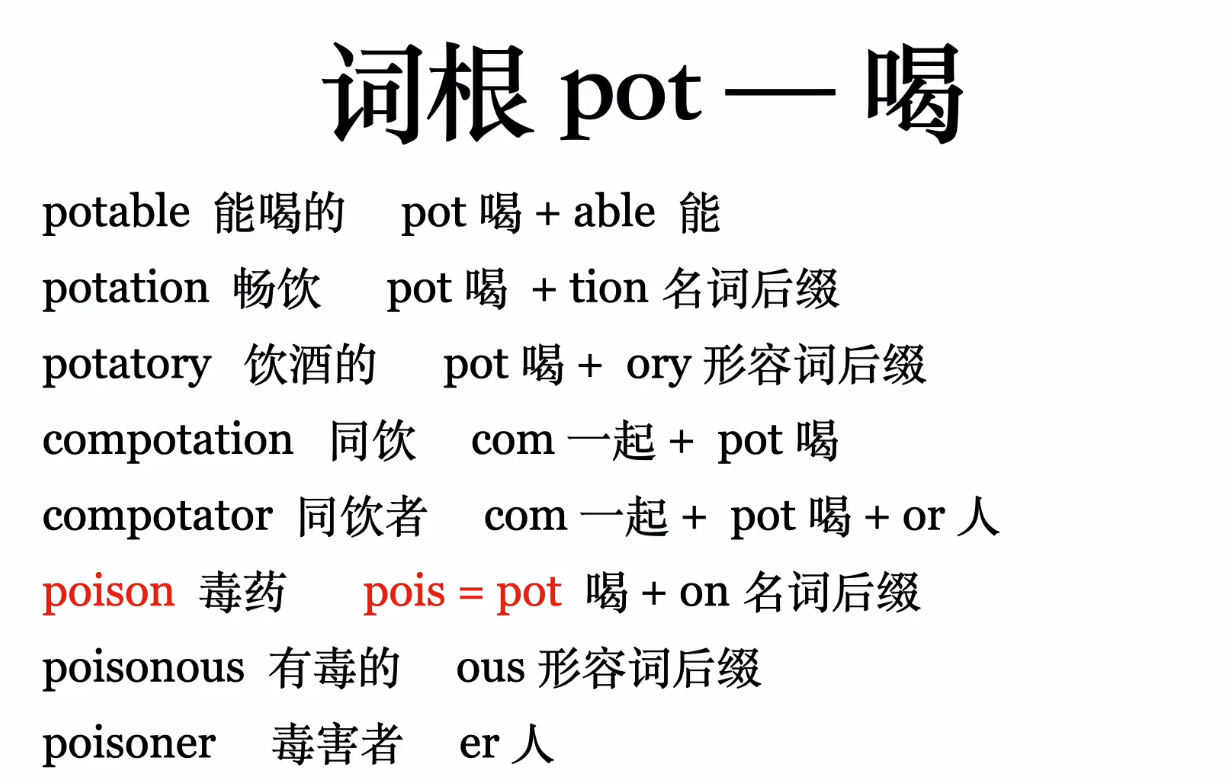 词根 pot — 喝
potable 能喝的 pot 喝 + able 能
potation 畅饮 pot 喝 + tion 名词后缀
potatory 饮酒的 pot 喝 + ory 形容词后缀
compotation 同饮 com 一起 + pot 喝
compotator 同饮者 com 一起 + pot 喝 + or 人
poison 毒药 pois = pot 喝 + on 名词后缀
poisonous 有毒的 ous 形容词后缀
poisoner 毒害者 er 人